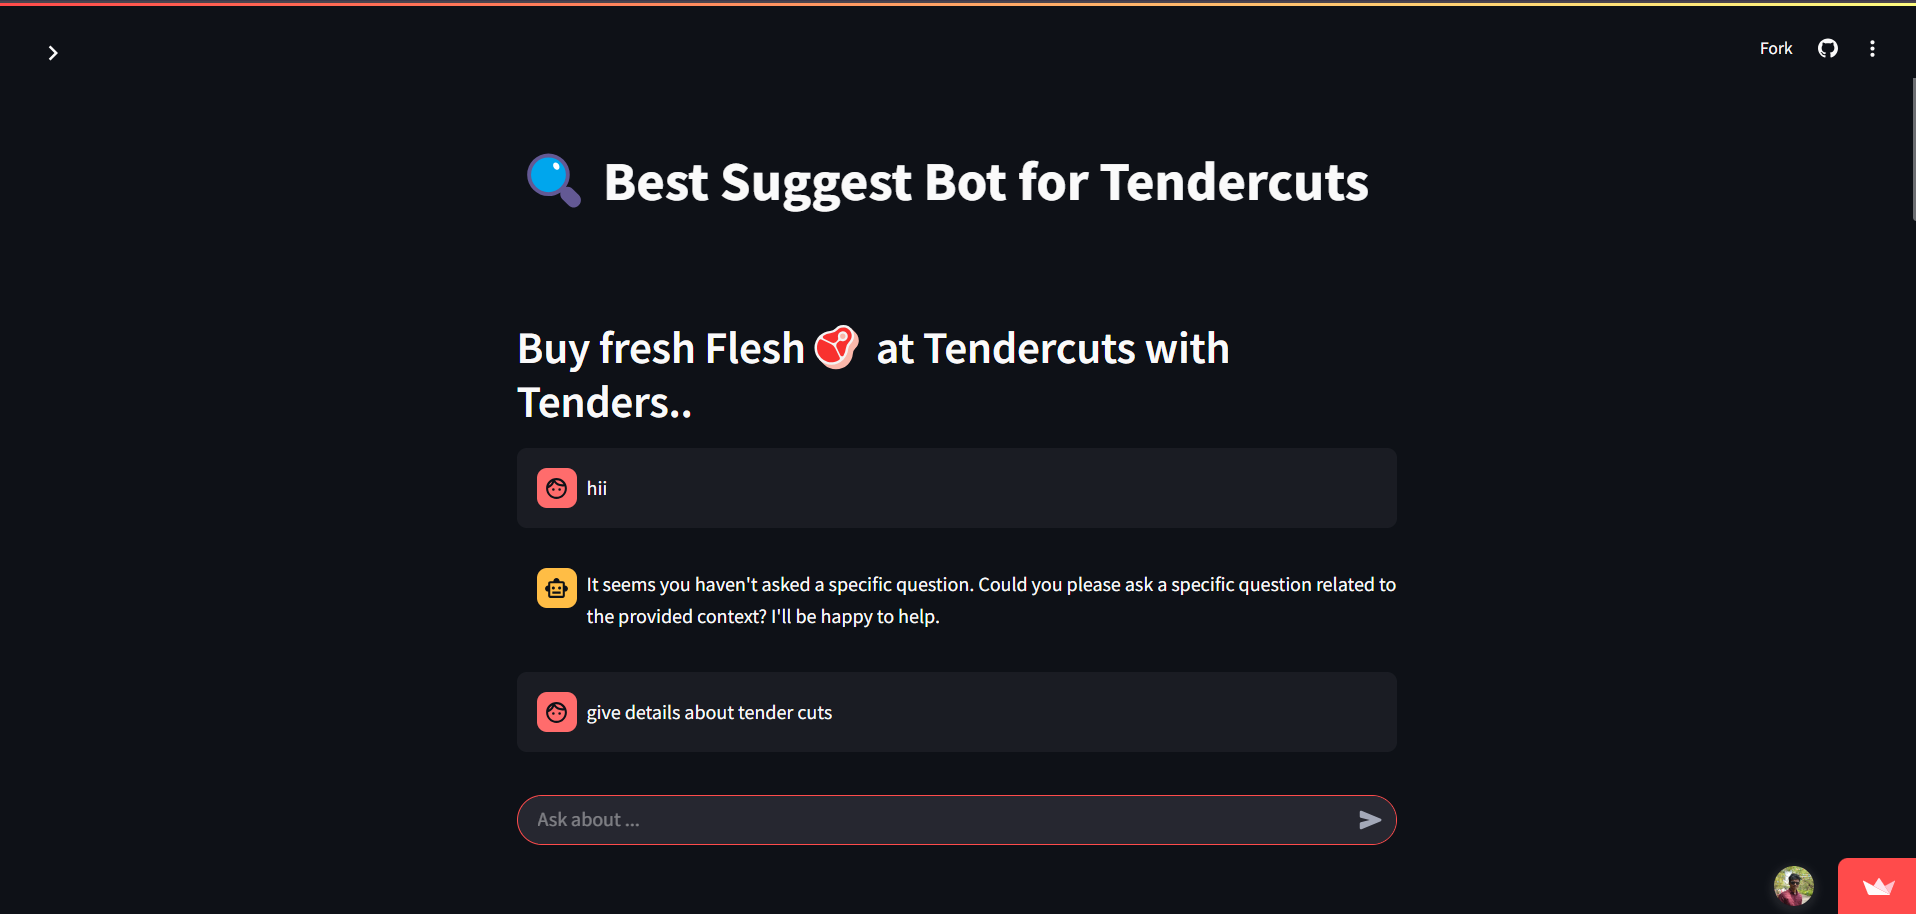 Fork
Best Suggest Bot for Tendercuts
Buy fresh Flesh🥩 at Tendercuts with
Tenders..
hii
It seems you haven't asked a specific question. Could you please ask a specific question related to
the provided context? I'll be happy to help.
give details about tender cuts
Ask about ...